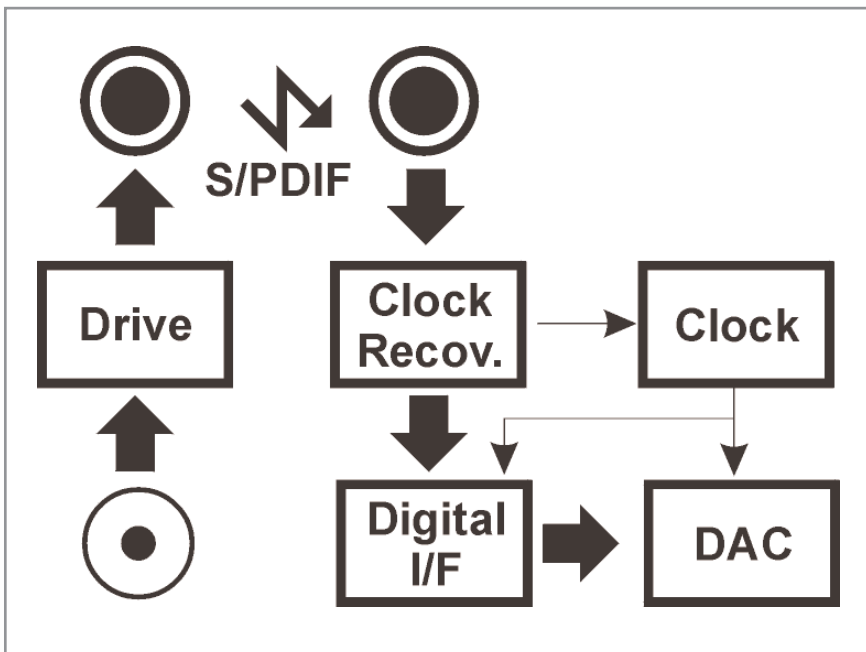 S/PDIF
Drive
Clock
Recov.
Clock
Digital
I/F
DAC